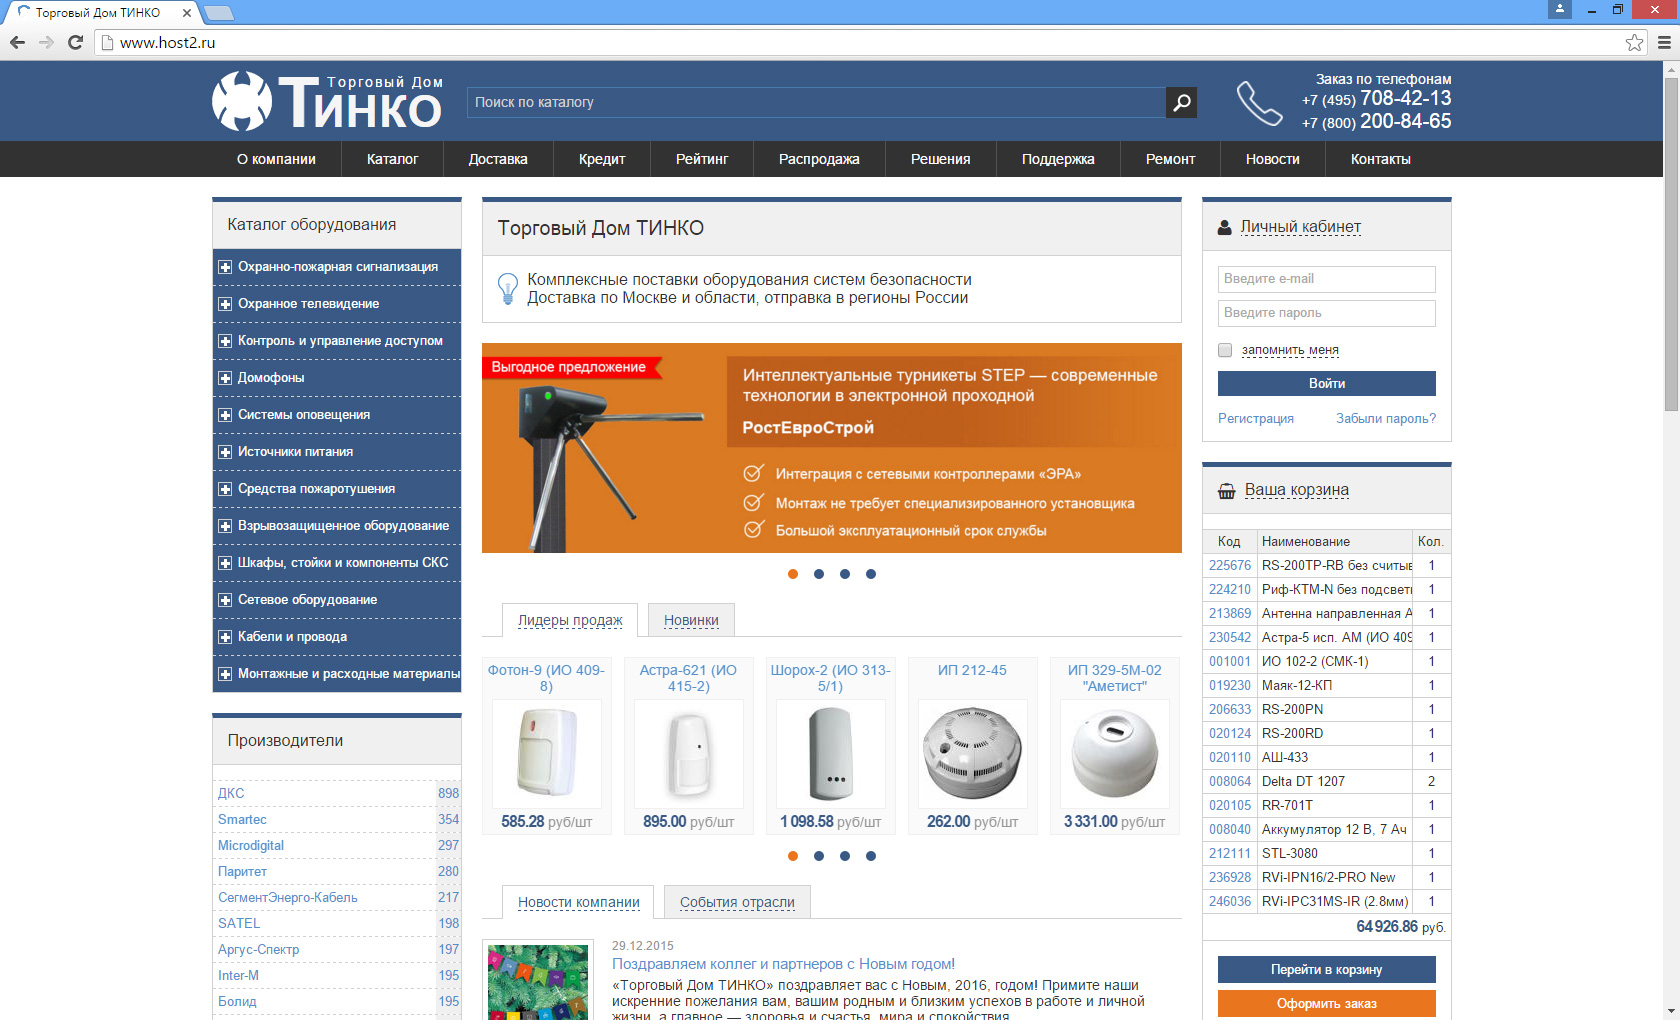 Торговый Дом ТИНКО
www.host2.ru
Торговый Дом
Тинко
Поиск по каталогу
Заказ по телефонам
+7 (495) 708-42-13
+7 (800) 200-84-65
О компании
Каталог
Доставка
Кредит
Рейтинг
Распродажа
Решения
Поддержка
Ремонт
Новости
Контакты
Каталог оборудования
Охранно-пожарная сигнализация
Охранное телевидение
Контроль и управление доступом
Домофоны
Системы оповещения
Источники питания
Средства пожаротушения
Взрывозащищенное оборудование
Шкафы, стойки и компоненты СКС
Сетевое оборудование
Кабели и провода
Монтажные и расходные материалы
Производители
ДКС 898
Smartec 354
Microdigital 297
Паритет 280
СегментЭнерго-Кабель 217
SATEL 198
Аргус-Спектр 197
Inter-M 195
Болид 195
Торговый Дом ТИНКО
Комплексные поставки оборудования систем безопасности
Доставка по Москве и области, отправка в регионы России
Выгодное предложение
Интеллектуальные турникеты STEP — современные
технологии в электронной проходной
РостЕвроСтрой
Интеграция с сетевыми контроллерами «ЭРА»
Монтаж не требует специализированного установщика
Большой эксплуатационный срок службы
Лидеры продаж
Новинки
Фотон-9 (ИО 409-
8)
585.28 руб/шт
Астра-621 (ИО
415-2)
895.00 руб/шт
Шорох-2 (ИО 313-
5/1)
1 098.58 руб/шт
ИП 212-45
262.00 руб/шт
ИП 329-5М-02
"Аметист"
3 331.00 руб/шт
Новости компании
События отрасли
29.12.2015
Поздравляем коллег и партнеров с Новым годом!
«Торговый Дом ТИНКО» поздравляет вас с Новым, 2016, годом! Примите наши
искренние пожелания вам, вашим родным и близким успехов в работе и личной
жизни, а главное — здоровья и счастья, мира и спокойствия
Личный кабинет
Введите e-mail
Введите пароль
запомнить меня
Войти
Регистрация
Забыли пароль?
Ваша корзина
Код Наименование Кол.
225676 RS-200TP-RB без считыв 1
224210 Риф-КТМ-N без подсветк 1
213869 Антенна направленная А 1
230542 Астра-5 исп. АМ (ИО 409 1
001001 ИО 102-2 (СМК-1) 1
019230 Маяк-12-КП 1
206633 RS-200PN 1
020124 RS-200RD 1
020110 АШ-433 1
008064 Delta DT 1207 2
020105 RR-701T 1
008040 Аккумулятор 12 В, 7 Ач 1
212111 STL-3080 1
236928 RVi-IPN16/2-PRO New 1
246036 RVi-IPC31MS-IR (2.8мм) 1
64 926.86 руб.
Перейти в корзину
Оформить заказ